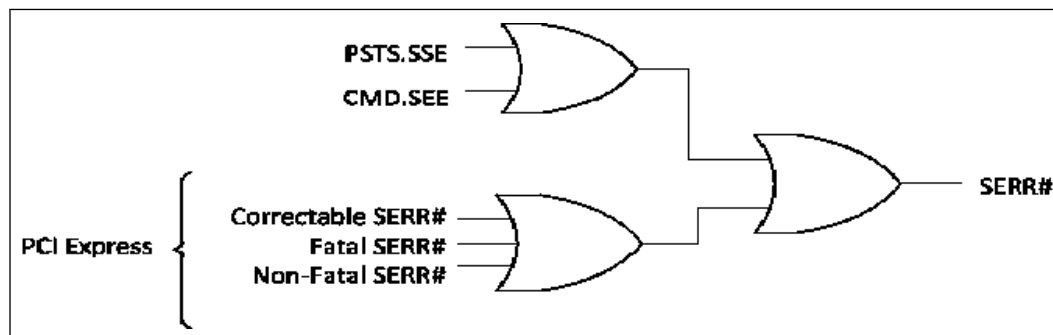 PSTS.SSE
CMD.SEE
SERR#
PCI Express
Correctable SERR#
Fatal SERR#
Non-Fatal SERR#